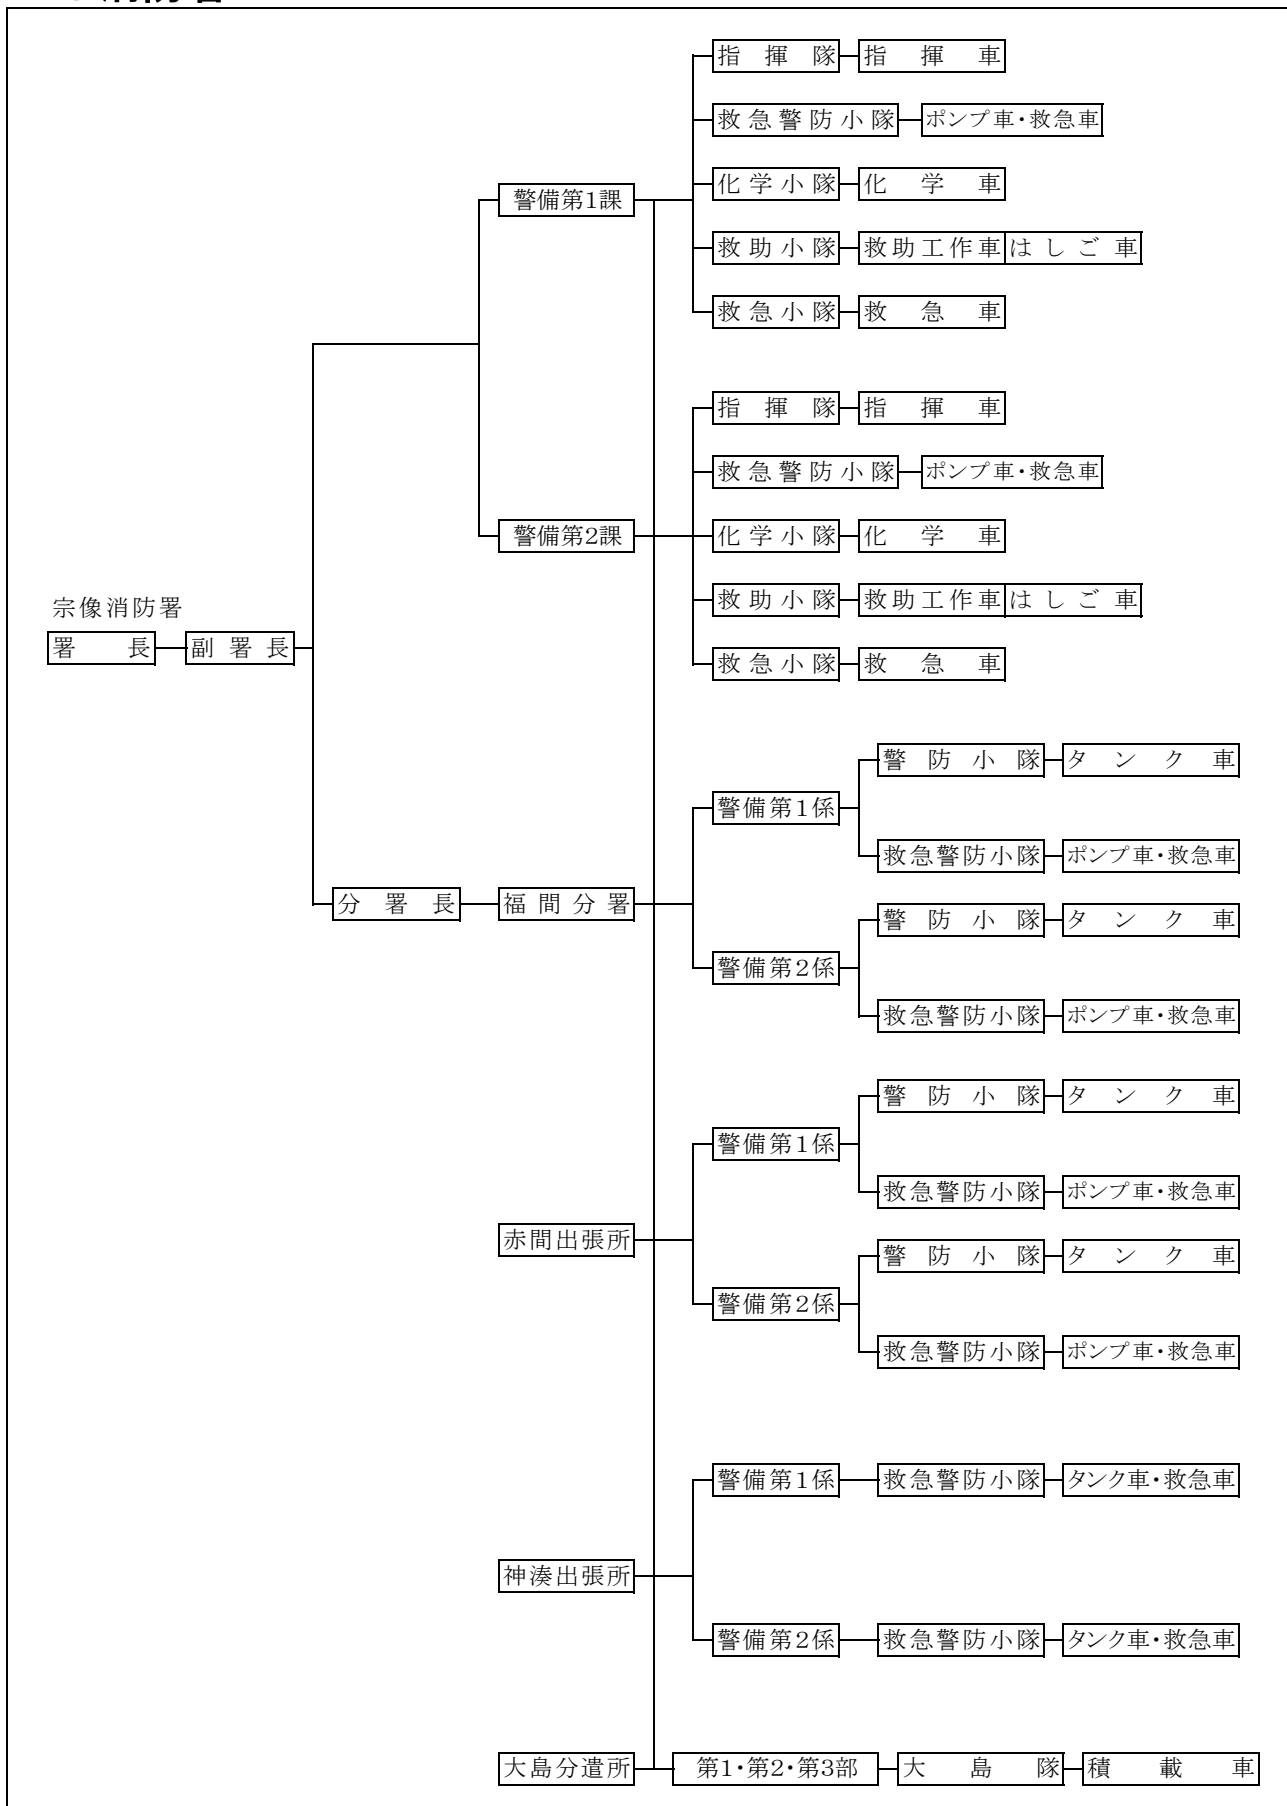 指揮隊 指揮車
救急警防小隊 ポンプ車・救急車
化学小隊 化学車
警備第1課
救助小隊 救助工作車 はしご車
救急小隊 救急車
指揮隊 指揮車
救急警防小隊 ポンプ車・救急車
警備第2課 化学小隊 化学車
救助小隊 救助工作車 はしご車
宗像消防署
署長 副署長
救急小隊 救急車
警防小隊 タンク車
警備第1係
救急警防小隊 ポンプ車・救急車
分署長 福間分署
警防小隊 タンク車
警備第2係
救急警防小隊 ポンプ車・救急車
警防小隊 タンク車
警備第1係
救急警防小隊 ポンプ車・救急車
赤間出張所
警防小隊 タンク車
警備第2係
救急警防小隊 ポンプ車・救急車
警備第1係 救急警防小隊 タンク車・救急車
神湊出張所
警備第2係 救急警防小隊 タンク車・救急車
大島分遣所 第1・第2・第3部 大島隊 積載車